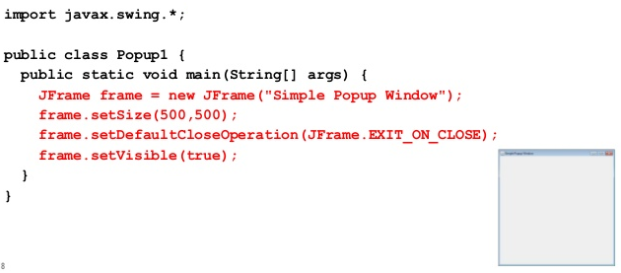 import javax.swing.*;
public class Popup1 {
public static void main(String[] args) {
JFrame frame = new JFrame("Simple Popup Window");
frame.setSize(500,500);
frame.setDefaultCloseOperation(JFrame.EXIT_ON_CLOSE);
frame.setVisible(true);
}
}
8